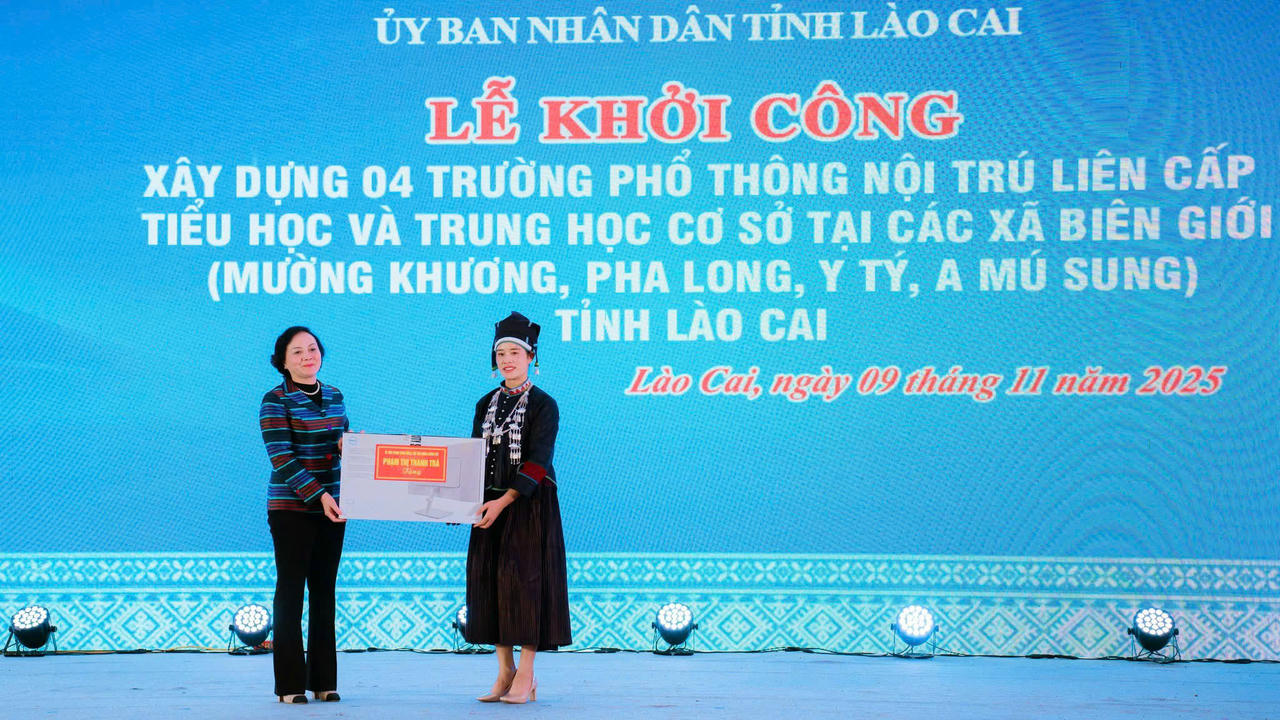 ỦY BAN NHÂN DÂN TỈNH LÀO CAI
LỄ KHỞI CÔNG
XÂY DỰNG 04 TRƯỜNG PHỔ THÔNG NỘI TRÚ LIÊN CẤP
TIỂU HỌC VÀ TRUNG HỌC CƠ SỞ TẠI CÁC XÃ BIÊN GIỚI
(MƯỜNG KHƯƠNG, PHA LONG, Y TÝ, A MÚ SUNG)
TỈNH LÀO CAI
Lào Cai, ngày 09 tháng 11 năm 2025
PHẠM THỊ THANH TRÀ
Tặng